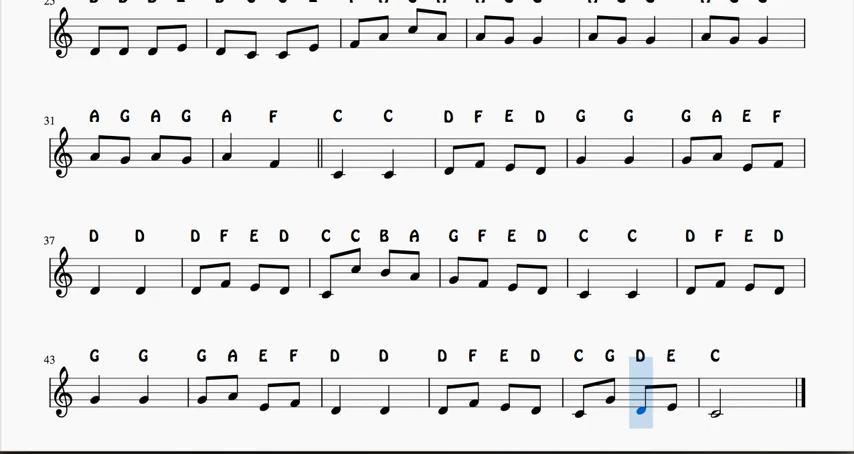 31
A G A G A F C C D F E D G G G A E F
37
D D D F E D C C B A G F E D C C D F E D
43
G G G A E F D D D F E D C G D E C